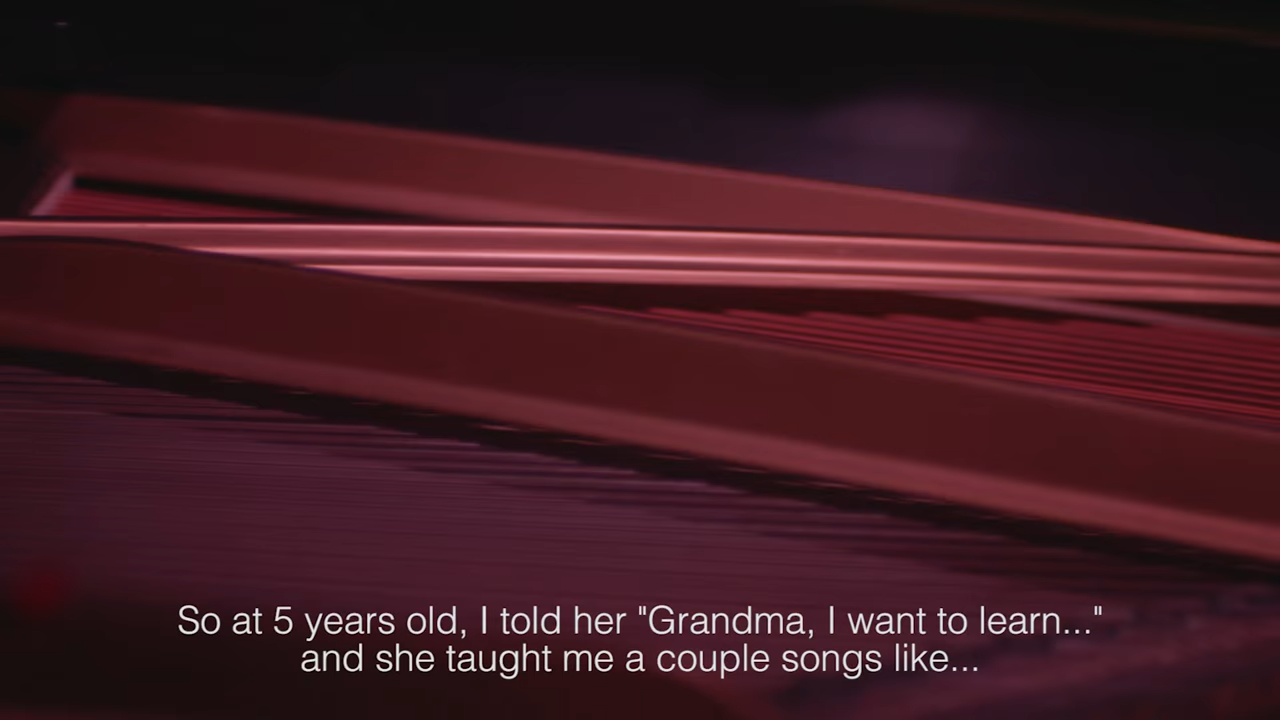 So at 5 years old, I told her "Grandma, I want to learn..."
and she taught me a couple songs like...